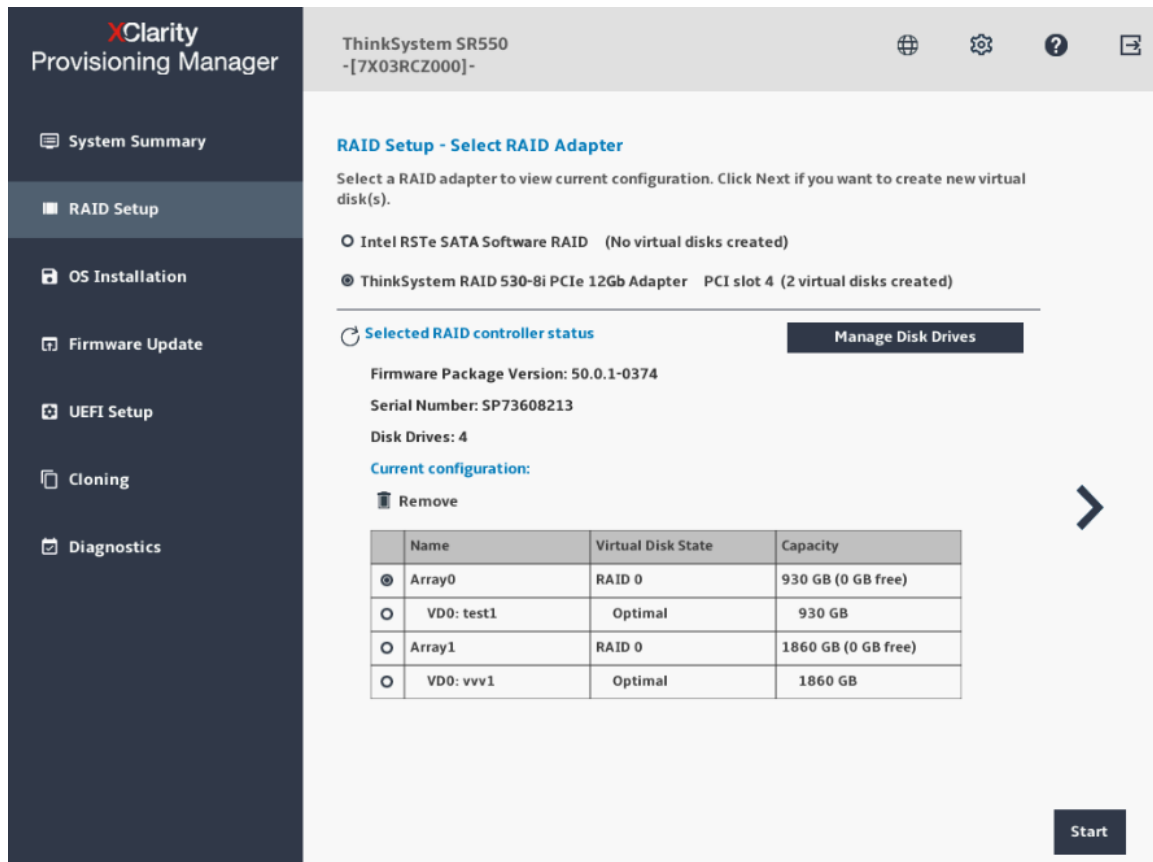 XClarity
Provisioning Manager
ThinkSystem SR550
-[7X03RCZ000]-
System Summary
RAID Setup
OS Installation
Firmware Update
UEFI Setup
Cloning
Diagnostics
RAID Setup - Select RAID Adapter
Select a RAID adapter to view current configuration. Click Next if you want to create new virtual
disk(s).
Intel RSTe SATA Software RAID (No virtual disks created)
ThinkSystem RAID 530-8i PCIe 12Gb Adapter PCI slot 4 (2 virtual disks created)
Selected RAID controller status
Manage Disk Drives
Firmware Package Version: 50.0.1-0374
Serial Number: SP73608213
Disk Drives: 4
Current configuration:
Remove
Name Virtual Disk State Capacity
Array0 RAID 0 930 GB (0 GB free)
VD0: test1 Optimal 930 GB
Array1 RAID 0 1860 GB (0 GB free)
VD0: vvv1 Optimal 1860 GB
Start